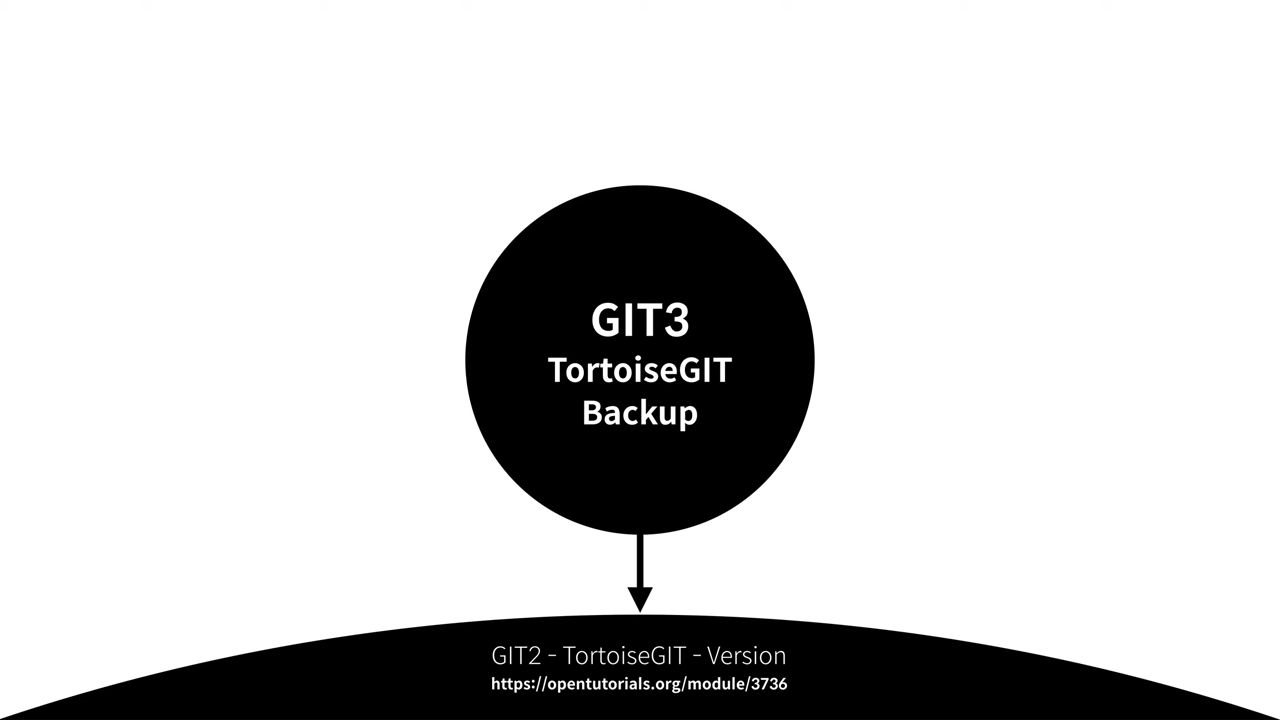 GIT3
TortoiseGIT
Backup
GIT2 - TortoiseGIT - Version
https://opentutorials.org/module/3736